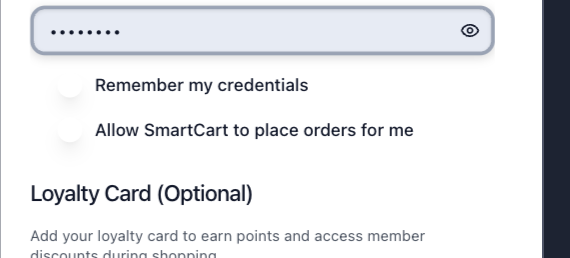 ••••••••
Remember my credentials
Allow SmartCart to place orders for me
Loyalty Card (Optional)
Add your loyalty card to earn points and access member
discounts during shopping